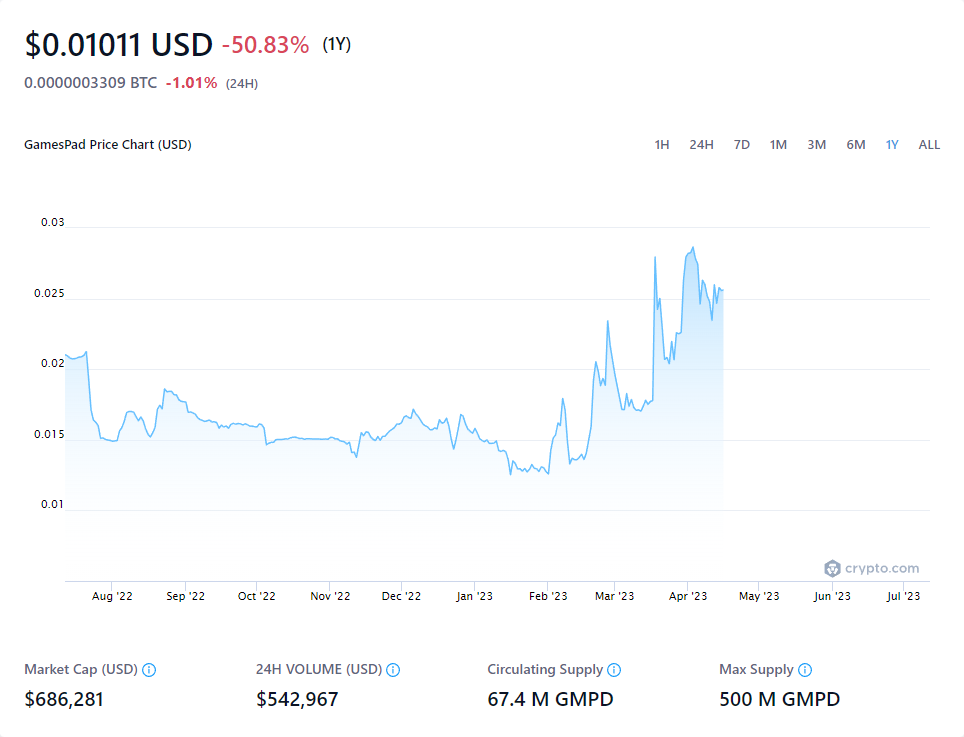 $0.01011 USD -50.83% (1Y)
0.0000003309 BTC -1.01% (24H)
GamesPad Price Chart (USD) 1H 24H 7D 1M 3M 6M 1Y ALL
0.03
0.025
0.02
0.015
0.01
crypto.com
Aug '22 Sep '22 Oct '22 Nov '22 Dec '22 Jan '23 Feb '23 Mar '23 Apr '23 May '23 Jun '23 Jul '23
Market Cap (USD) 24H VOLUME (USD) Circulating Supply Max Supply
$686,281 $542,967 67.4 M GMPD 500 M GMPD